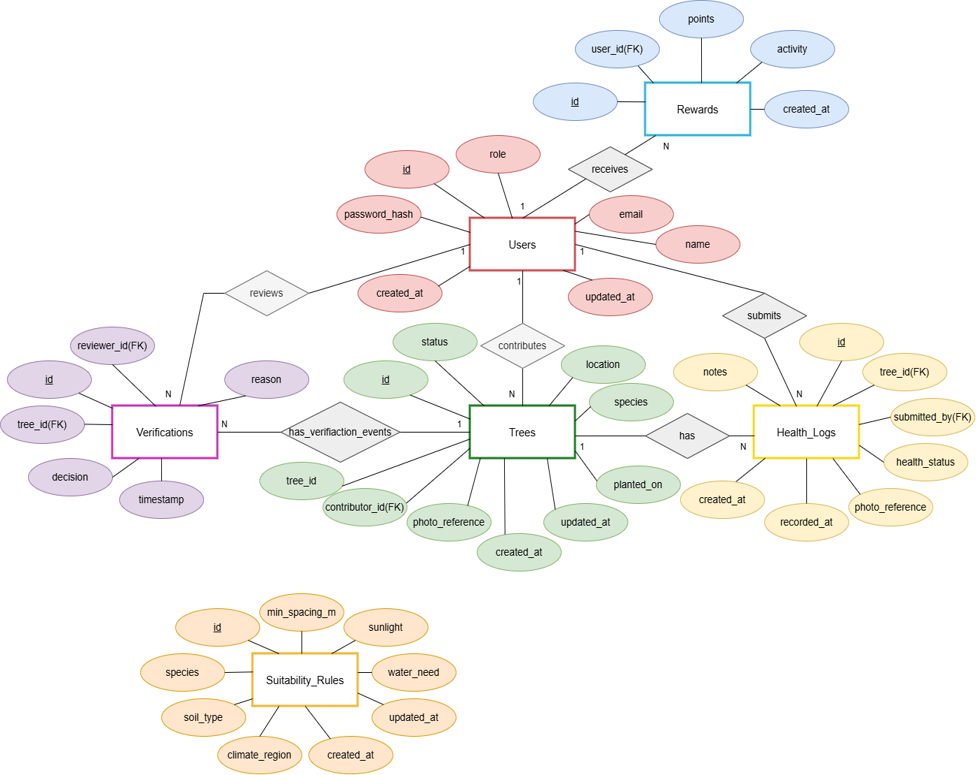 points
user_id(FK)
activity
id
Rewards
created_at
N
role
id
receives
password_hash
1
email
Users
name
1
1
1
created_at
updated_at
reviews
submits
status
id
reviewer_id(FK)
contributes
location
notes
tree_id(FK)
id
reason
id
N
N
N
species
submitted_by(FK)
tree_id(FK)
Verifications
N
has_verifiaction_events
1
Trees
1
has
N
Health_Logs
health_status
decision
tree_id
planted_on
timestamp
contributor_id(FK)
photo_reference
updated_at
created_at
recorded_at
photo_reference
created_at
min_spacing_m
id
sunlight
species
Suitability_Rules
water_need
soil_type
updated_at
climate_region
created_at